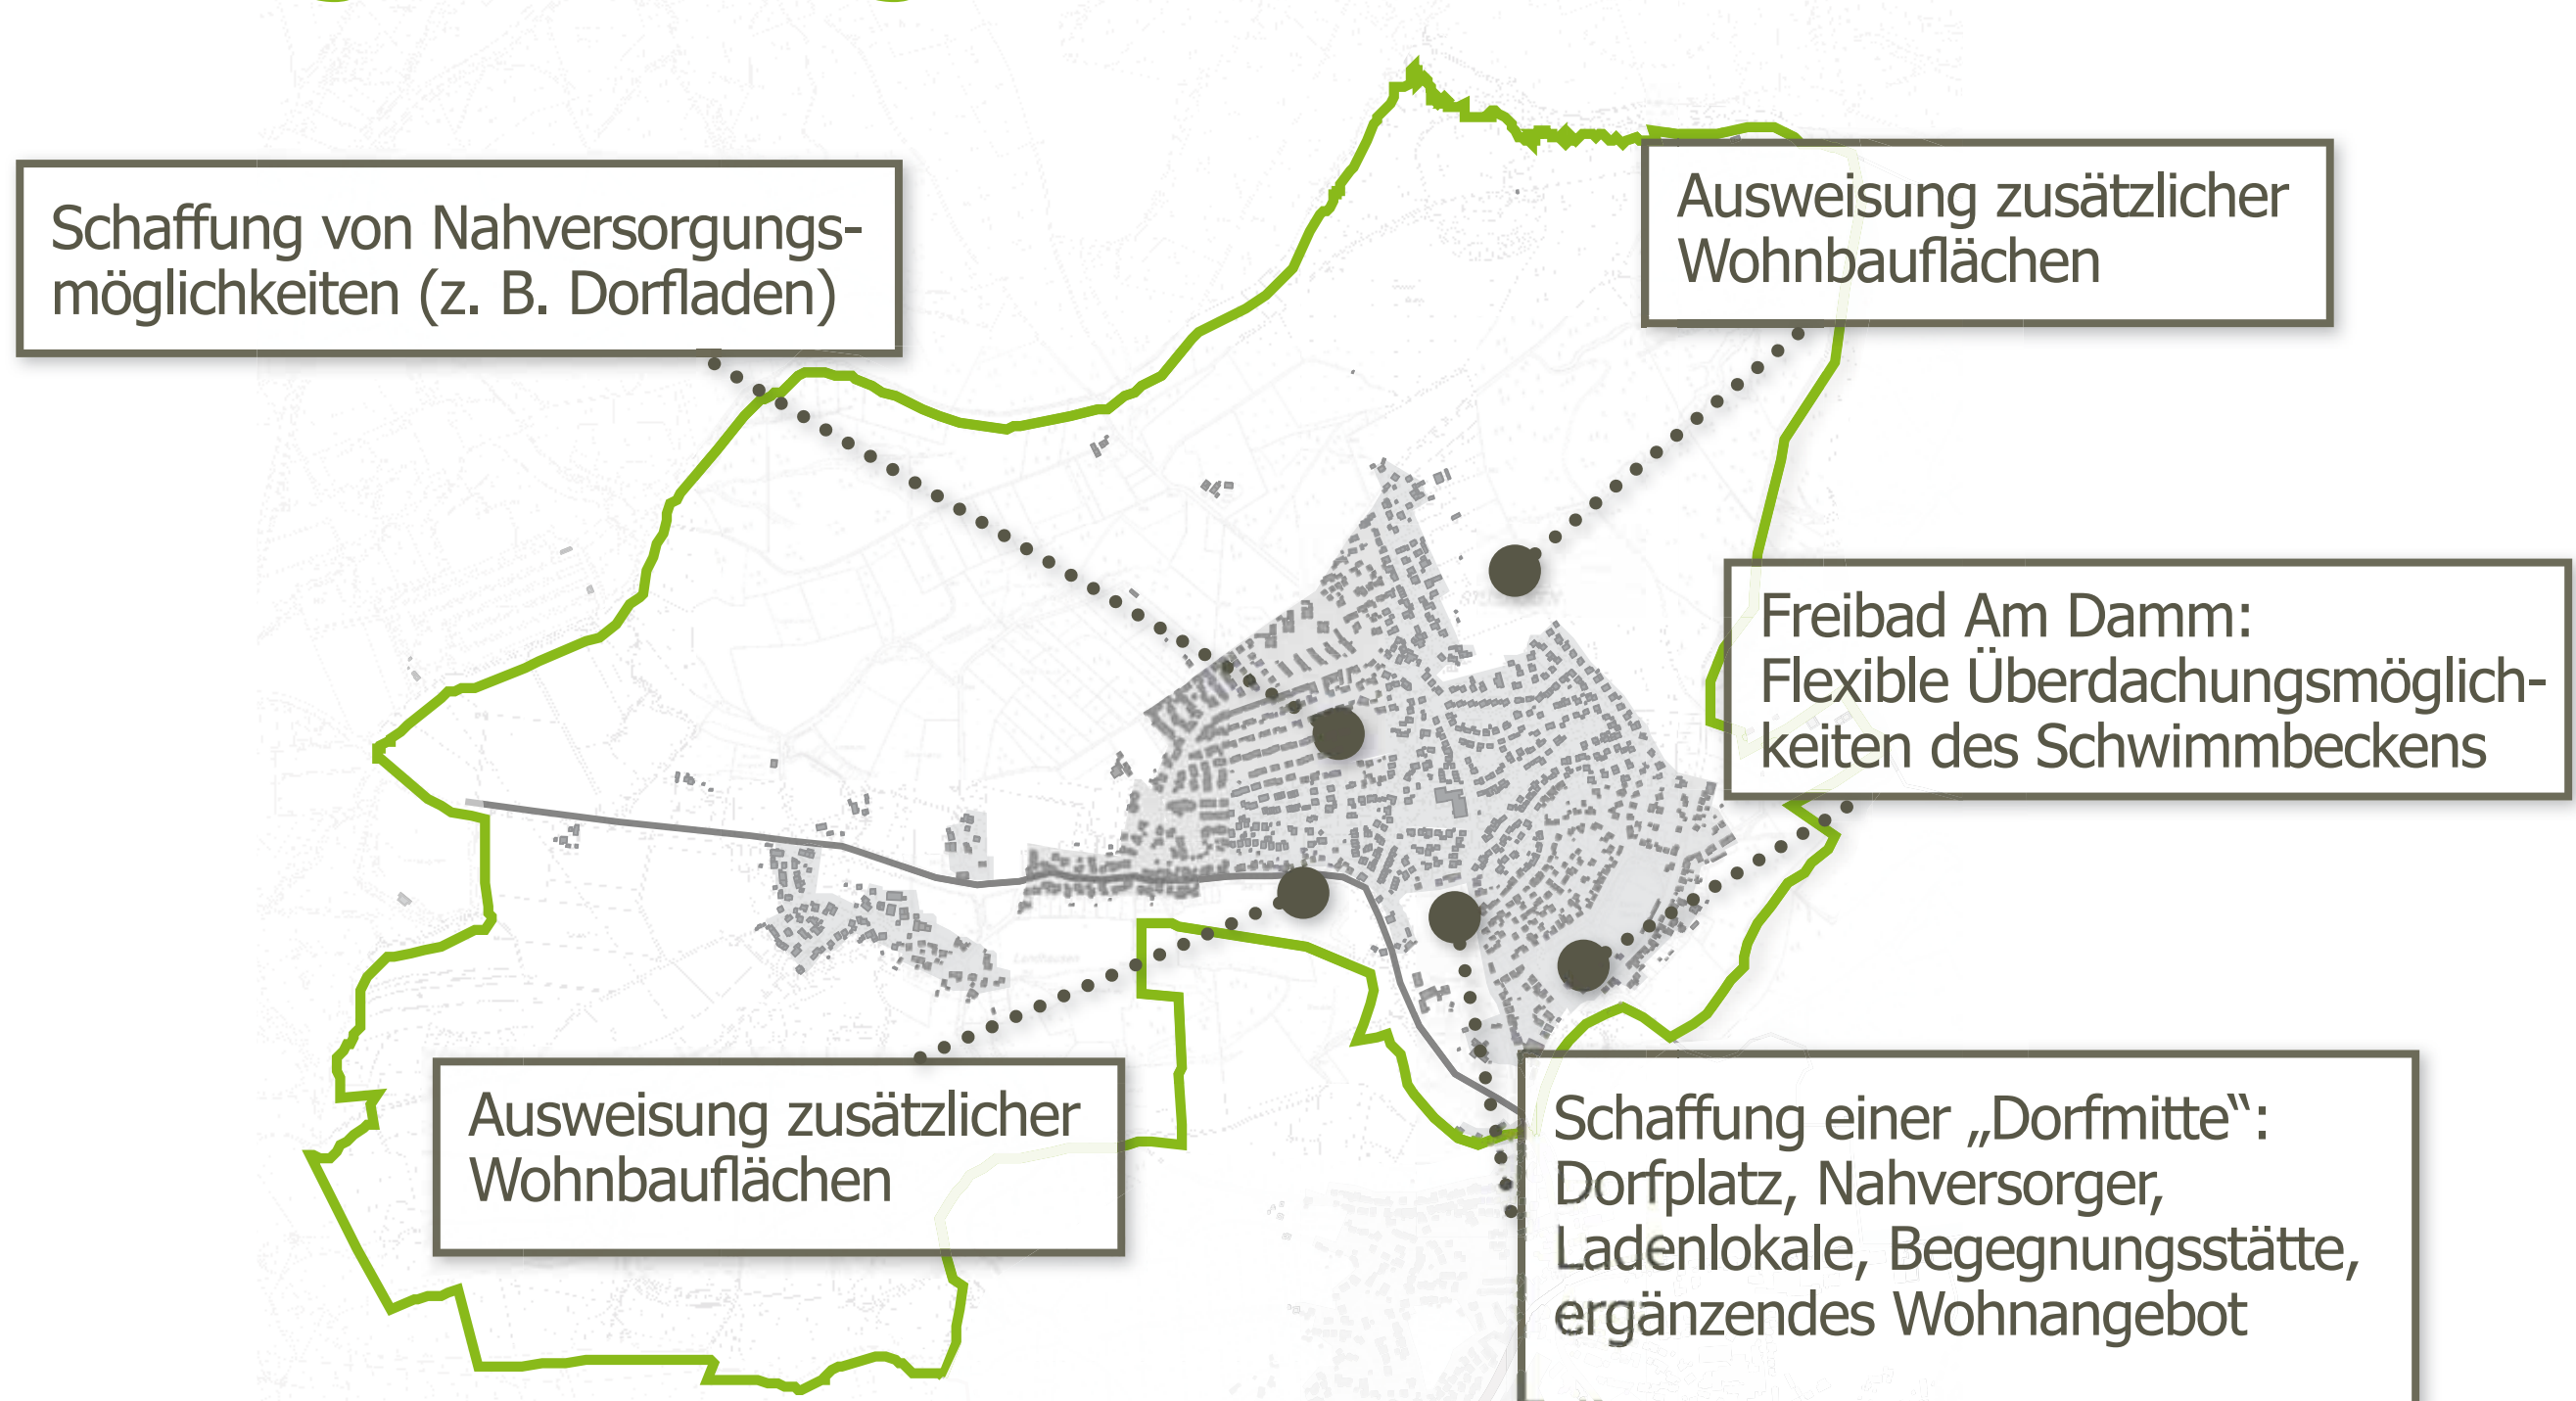 Schaffung von Nahversorgungs-
möglichkeiten (z. B. Dorfladen)
Ausweisung zusätzlicher
Wohnbauflächen
Freibad Am Damm:
Flexible Überdachungsmöglich-
keiten des Schwimmbeckens
Ausweisung zusätzlicher
Wohnbauflächen
Schaffung einer „Dorfmitte“:
Dorfplatz, Nahversorger,
Ladenlokale, Begegnungsstätte,
ergänzendes Wohnangebot